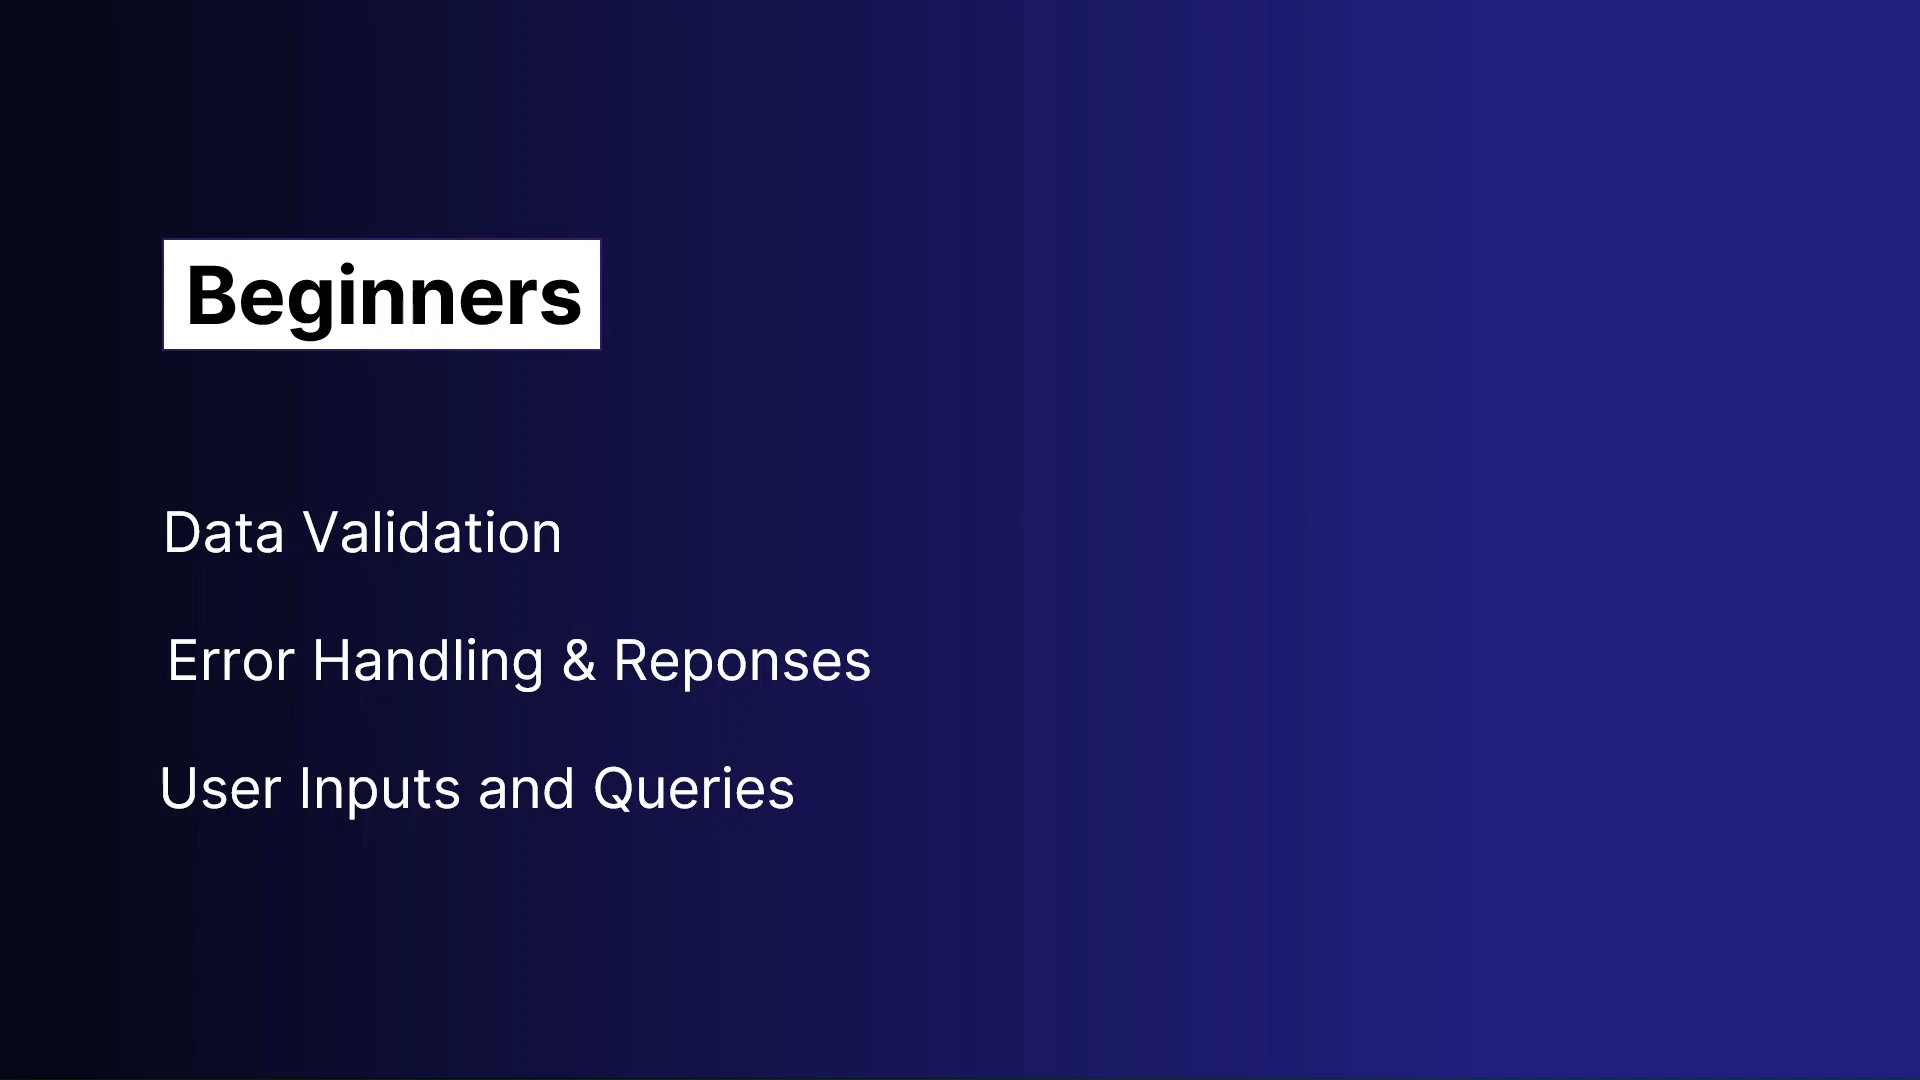 Beginners
Data Validation
Error Handling & Reponses
User Inputs and Queries